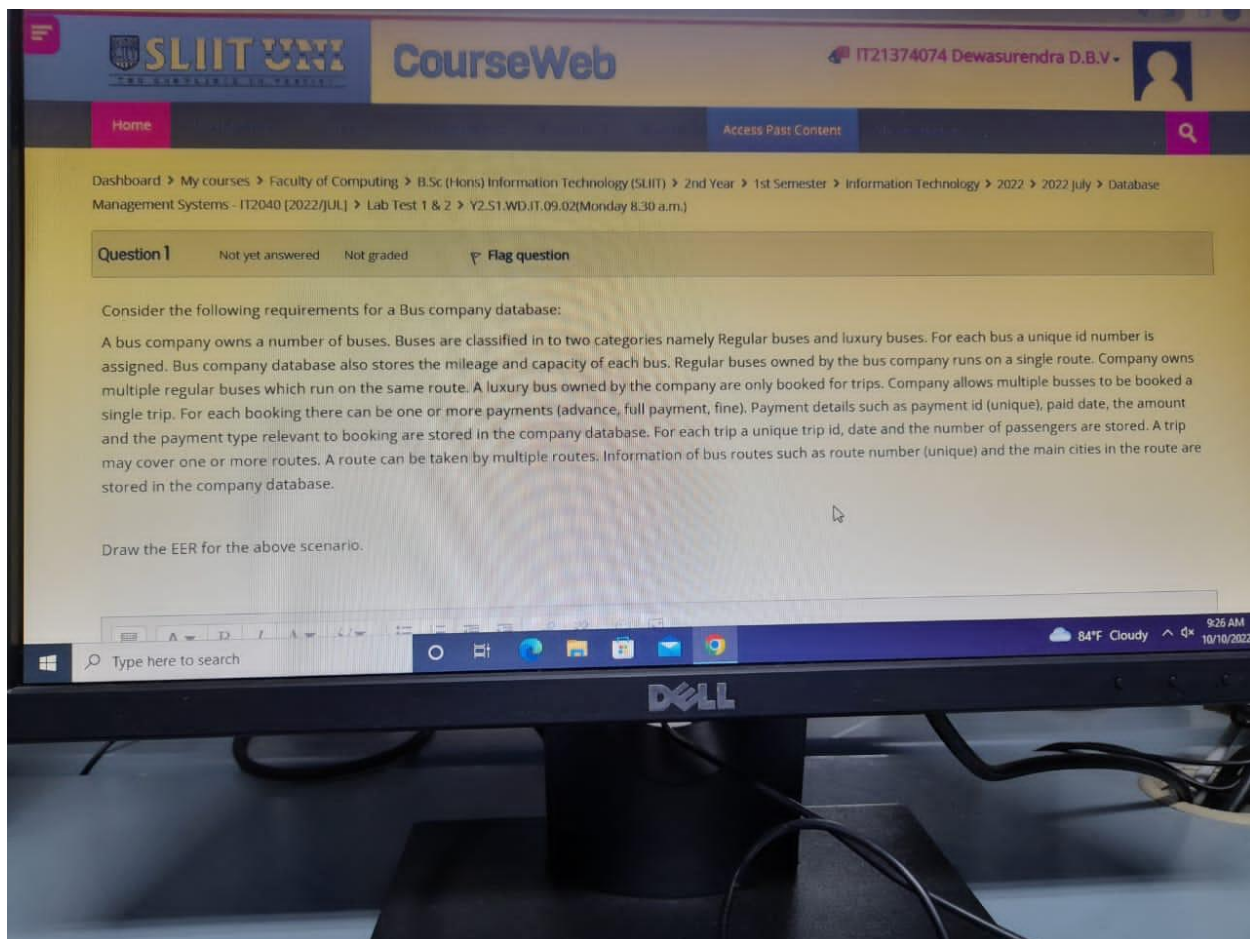 SLIIT UNI
CourseWeb
IT21374074 Dewasurendra D.B.V
Home
Access Past Content
Dashboard > My courses > Faculty of Computing > B.Sc (Hons) Information Technology (SLIIT) > 2nd Year > 1st Semester > Information Technology > 2022 > 2022 July > Database
Management Systems - IT2040 [2022/JUL] > Lab Test 1 & 2 > Y2.S1.WD.IT.09.02(Monday 8.30 a.m.)
Question 1 Not yet answered Not graded Flag question
Consider the following requirements for a Bus company database:
A bus company owns a number of buses. Buses are classified in to two categories namely Regular buses and luxury buses. For each bus a unique id number is
assigned. Bus company database also stores the mileage and capacity of each bus. Regular buses owned by the bus company runs on a single route. Company owns
multiple regular buses which run on the same route. A luxury bus owned by the company are only booked for trips. Company allows multiple busses to be booked a
single trip. For each booking there can be one or more payments (advance, full payment, fine). Payment details such as payment id (unique), paid date, the amount
and the payment type relevant to booking are stored in the company database. For each trip a unique trip id, date and the number of passengers are stored. A trip
may cover one or more routes. A route can be taken by multiple routes. Information of bus routes such as route number (unique) and the main cities in the route are
stored in the company database.
Draw the EER for the above scenario.
Type here to search
84°F Cloudy
9:26 AM
10/10/2022
DELL